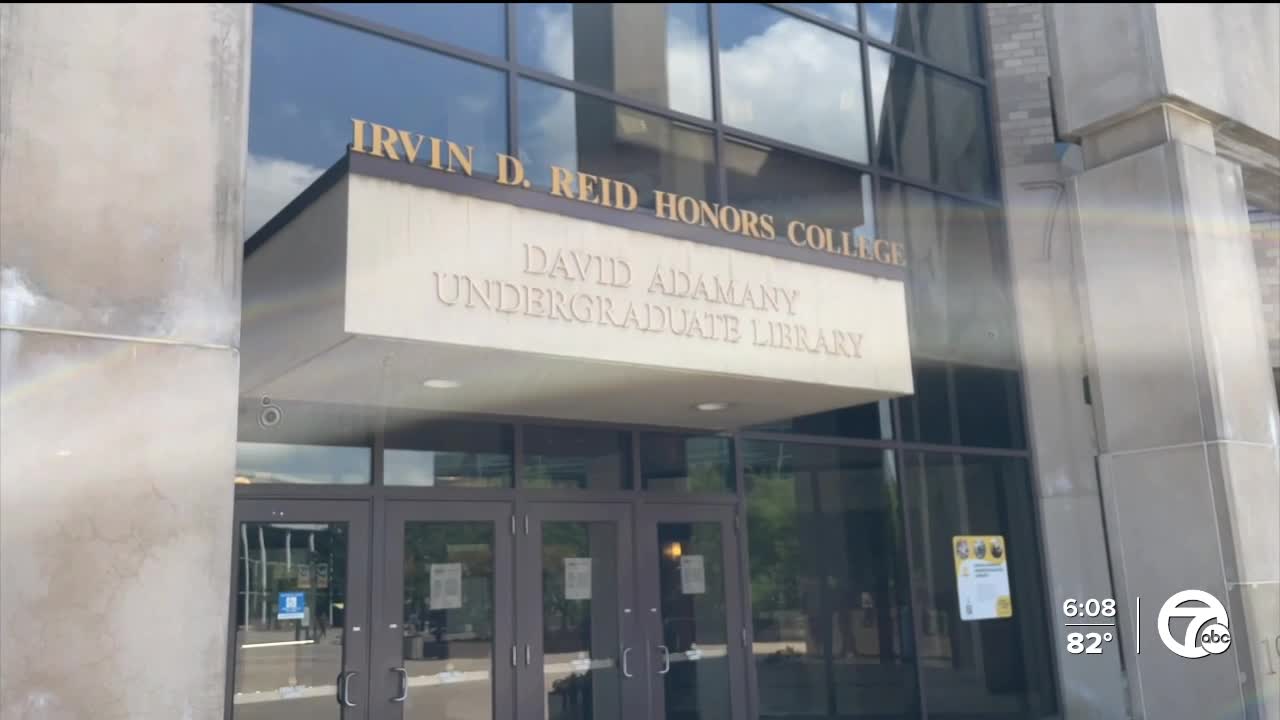 IRVIN D. REID HONORS COLLEGE
DAVID ADAMANY
UNDERGRADUATE LIBRARY
6:08
82°
7
abc